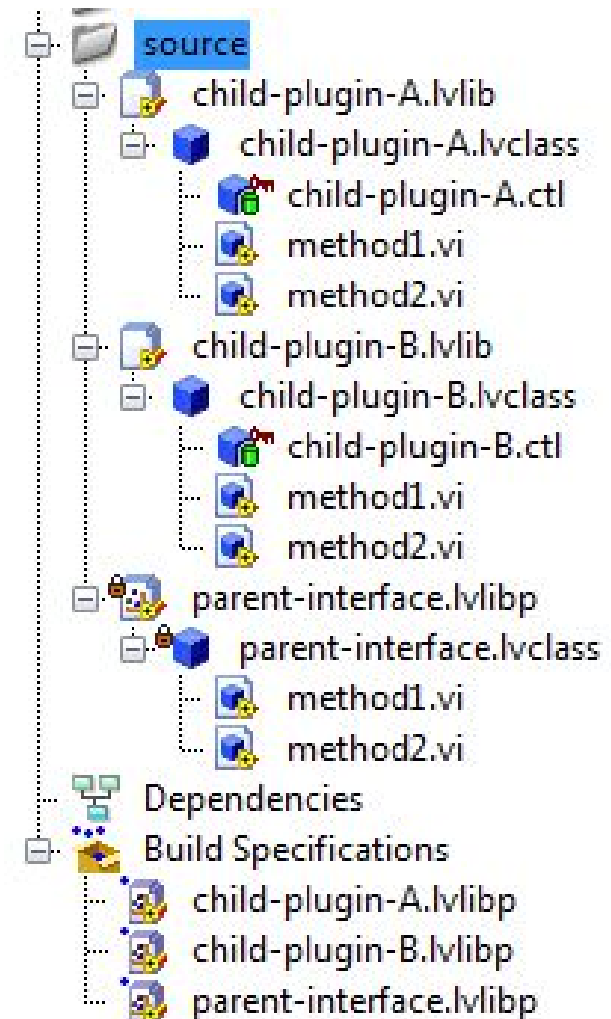 source
child-plugin-A.lvlib
child-plugin-A.lvclass
child-plugin-A.ctl
method1.vi
method2.vi
child-plugin-B.lvlib
child-plugin-B.lvclass
child-plugin-B.ctl
method1.vi
method2.vi
parent-interface.lvlibp
parent-interface.lvclass
method1.vi
method2.vi
Dependencies
Build Specifications
child-plugin-A.lvlibp
child-plugin-B.lvlibp
parent-interface.lvlibp